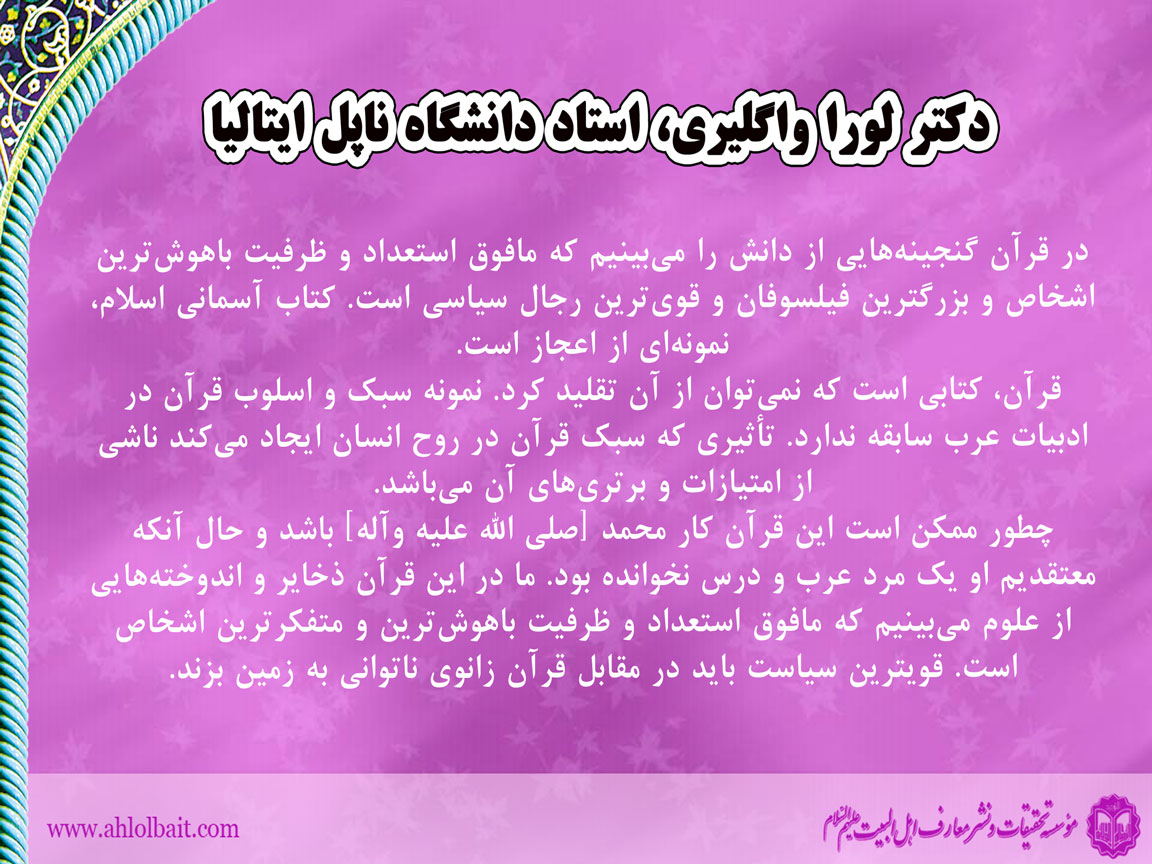 دکتر لورا واگلیری، استاد دانشگاه ناپل ایتالیا
در قرآن گنجینه‌هایی از دانش را می‌بینیم که مافوق استعداد و ظرفیت باهوش‌ترین
اشخاص و بزرگترین فیلسوفان و قوی‌ترین رجال سیاسی است. کتاب آسمانی اسلام،
نمونه‌ای از اعجاز است.
قرآن، کتابی است که نمی‌توان از آن تقلید کرد. نمونه سبک و اسلوب قرآن در
ادبیات عرب سابقه ندارد. تأثیری که سبک قرآن در روح انسان ایجاد می‌کند ناشی
از امتیازات و برتری‌های آن می‌باشد.
چطور ممکن است این قرآن کار محمد [صلی الله علیه وآله] باشد و حال آنکه
معتقدیم او یک مرد عرب و درس نخوانده بود. ما در این قرآن ذخایر و اندوخته‌هایی
از علوم می‌بینیم که مافوق استعداد و ظرفیت باهوش‌ترین و متفکرترین اشخاص
است. قویترین سیاست باید در مقابل قرآن زانوی ناتوانی به زمین بزند.
مؤسسه تحقیقات و نشر معارف اهل البیت علیهم السلام
www.ahlolbait.com